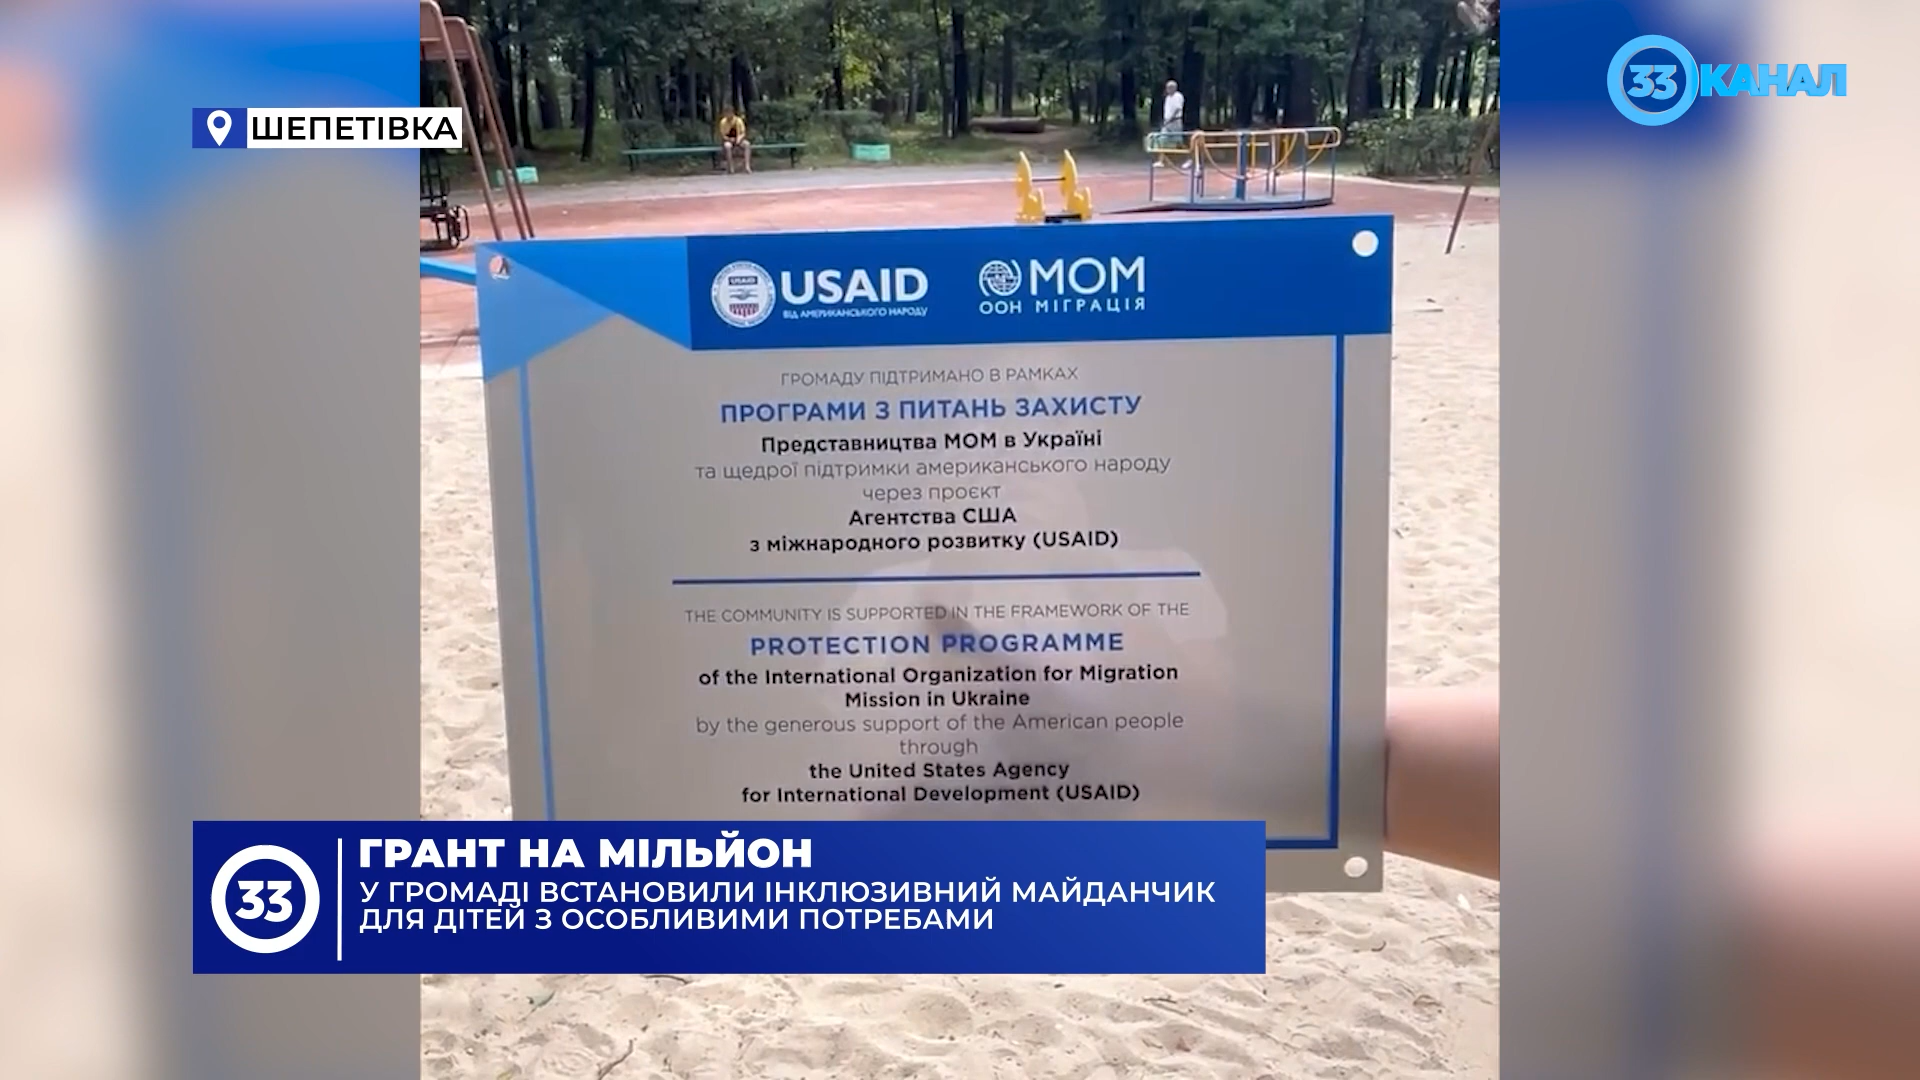 ШЕПЕТІВКА
33 КАНАЛ
USAID
USAID
ВІД АМЕРИКАНСЬКОГО НАРОДУ
МОМ
ООН МІГРАЦІЯ
ГРОМАДУ ПІДТРИМАНО В РАМКАХ
ПРОГРАМИ З ПИТАНЬ ЗАХИСТУ
Представництва МОМ в Україні
та щедрої підтримки американського народу
через проєкт
Агентства США
з міжнародного розвитку (USAID)
THE COMMUNITY IS SUPPORTED IN THE FRAMEWORK OF THE
PROTECTION PROGRAMME
of the International Organization for Migration
Mission in Ukraine
by the generous support of the American people
through
the United States Agency
for International Development (USAID)
33
ГРАНТ НА МІЛЬЙОН
У ГРОМАДІ ВСТАНОВИЛИ ІНКЛЮЗИВНИЙ МАЙДАНЧИК
ДЛЯ ДІТЕЙ З ОСОБЛИВИМИ ПОТРЕБАМИ